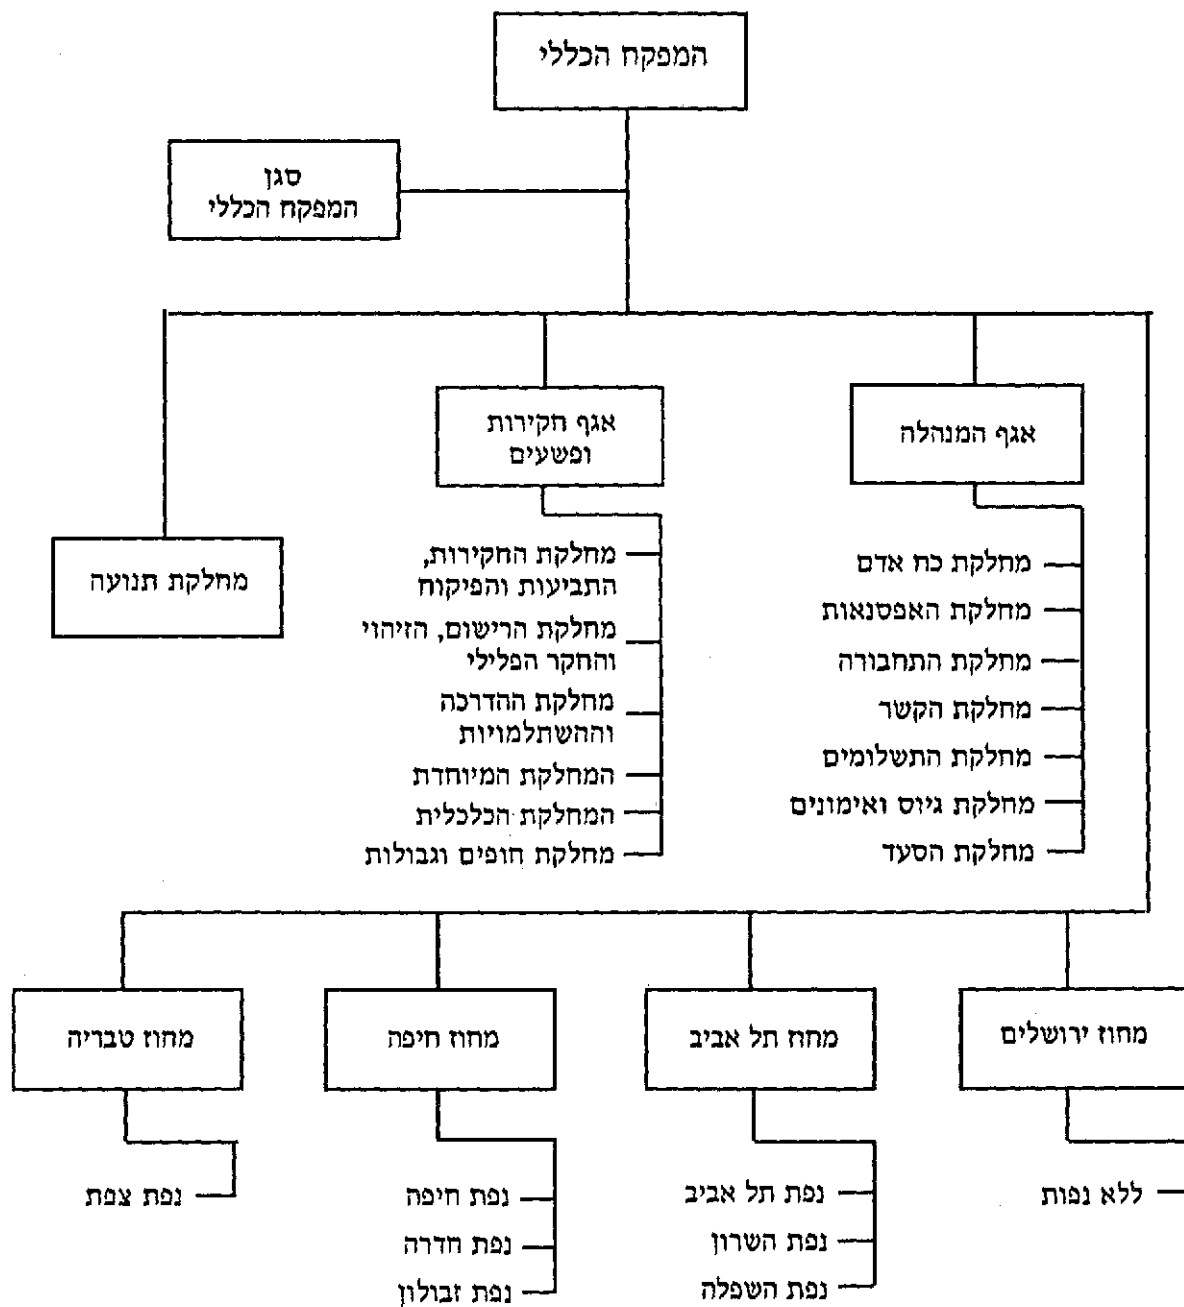 המפקח הכללי
סגן
המפקח הכללי
אגף המנהלה
מחלקת כח אדם
מחלקת האפסנאות
מחלקת התחבורה
מחלקת הקשר
מחלקת התשלומים
מחלקת גיוס ואימונים
מחלקת הסעד
אגף חקירות
ופשעים
מחלקת החקירות,
התביעות והפיקוח
מחלקת הרישום, הזיהוי
והחקר הפלילי
מחלקת ההדרכה
וההשתלמויות
המחלקת המיוחדת
המחלקת הכלכלית
מחלקת חופים וגבולות
מחלקת תנועה
מחוז ירושלים
ללא נפות
מחוז תל אביב
נפת תל אביב
נפת השרון
נפת השפלה
מחוז חיפה
נפת חיפה
נפת חדרה
נפת זבולון
מחוז טבריה
נפת צפת